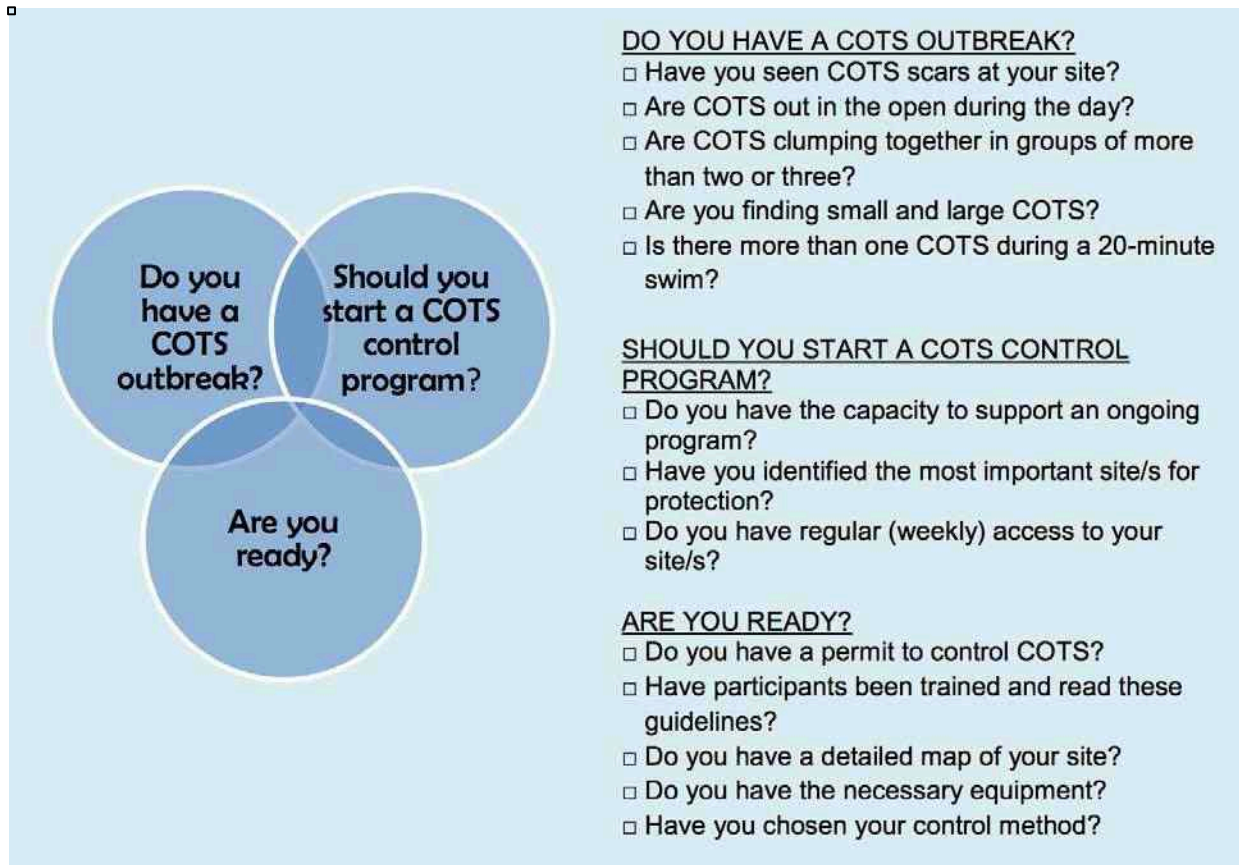 Do you
have a
COTS
outbreak?
Should you
start a COTS
control
program?
Are you
ready?
DO YOU HAVE A COTS OUTBREAK?
□ Have you seen COTS scars at your site?
□ Are COTS out in the open during the day?
□ Are COTS clumping together in groups of more
than two or three?
□ Are you finding small and large COTS?
□ Is there more than one COTS during a 20-minute
swim?
SHOULD YOU START A COTS CONTROL
PROGRAM?
□ Do you have the capacity to support an ongoing
program?
□ Have you identified the most important site/s for
protection?
□ Do you have regular (weekly) access to your
site/s?
ARE YOU READY?
□ Do you have a permit to control COTS?
□ Have participants been trained and read these
guidelines?
□ Do you have a detailed map of your site?
□ Do you have the necessary equipment?
□ Have you chosen your control method?